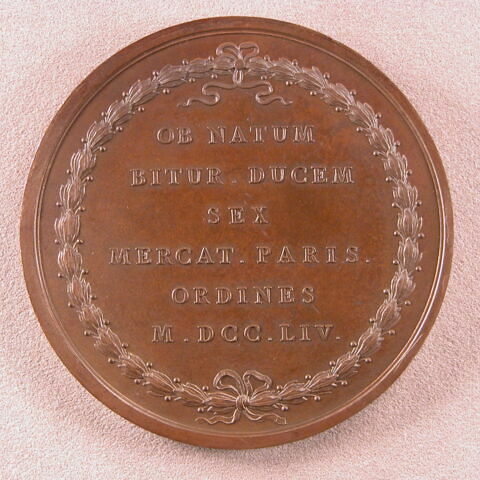 OB NATUM
BITUR. DUCEM
SEX
MERCAT. PARIS.
ORDINES
M. DCC. LIV.